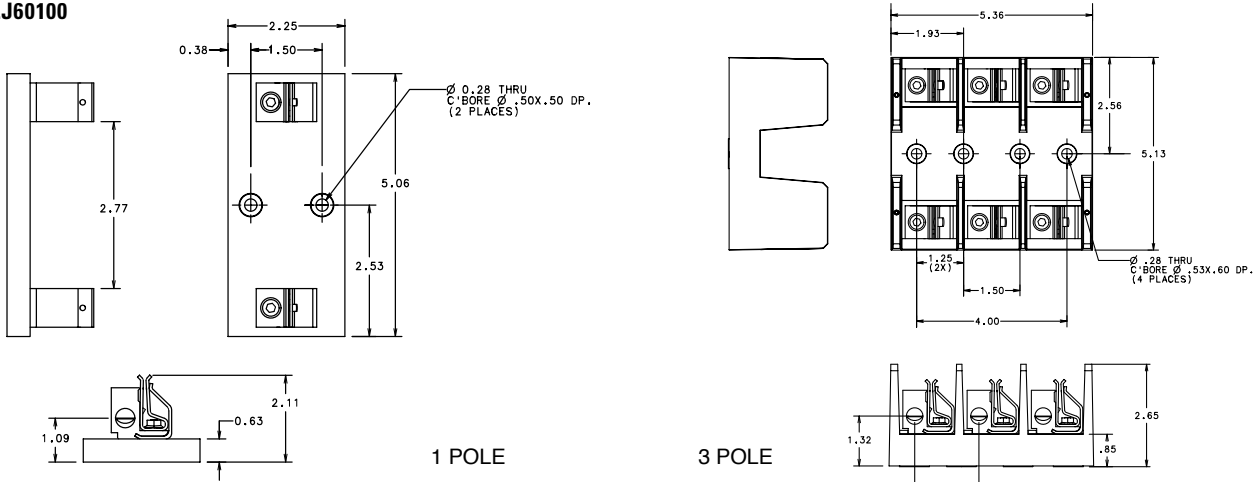 J60100
2.25
0.38
1.50
Ø 0.28 THRU
C'BORE Ø .50X.50 DP.
(2 PLACES)
2.77
5.06
2.53
2.11
1.09
0.63
1 POLE
5.36
1.93
2.56
5.13
1.25
(2X)
Ø .28 THRU
C'BORE Ø .53X.60 DP.
(4 PLACES)
1.50
4.00
1.32
2.65
.85
3 POLE